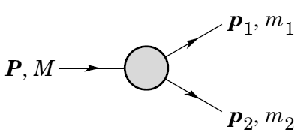 p₁, m₁
P, M
p₂, m₂